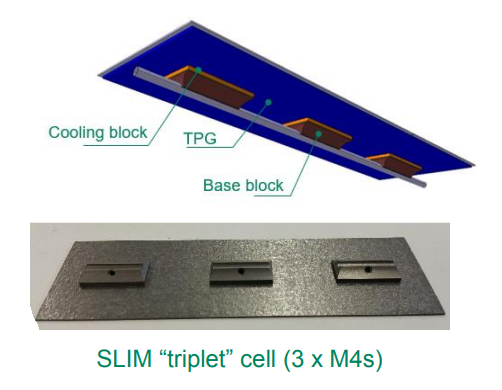 Cooling block
TPG
Base block
SLIM “triplet” cell (3 x M4s)